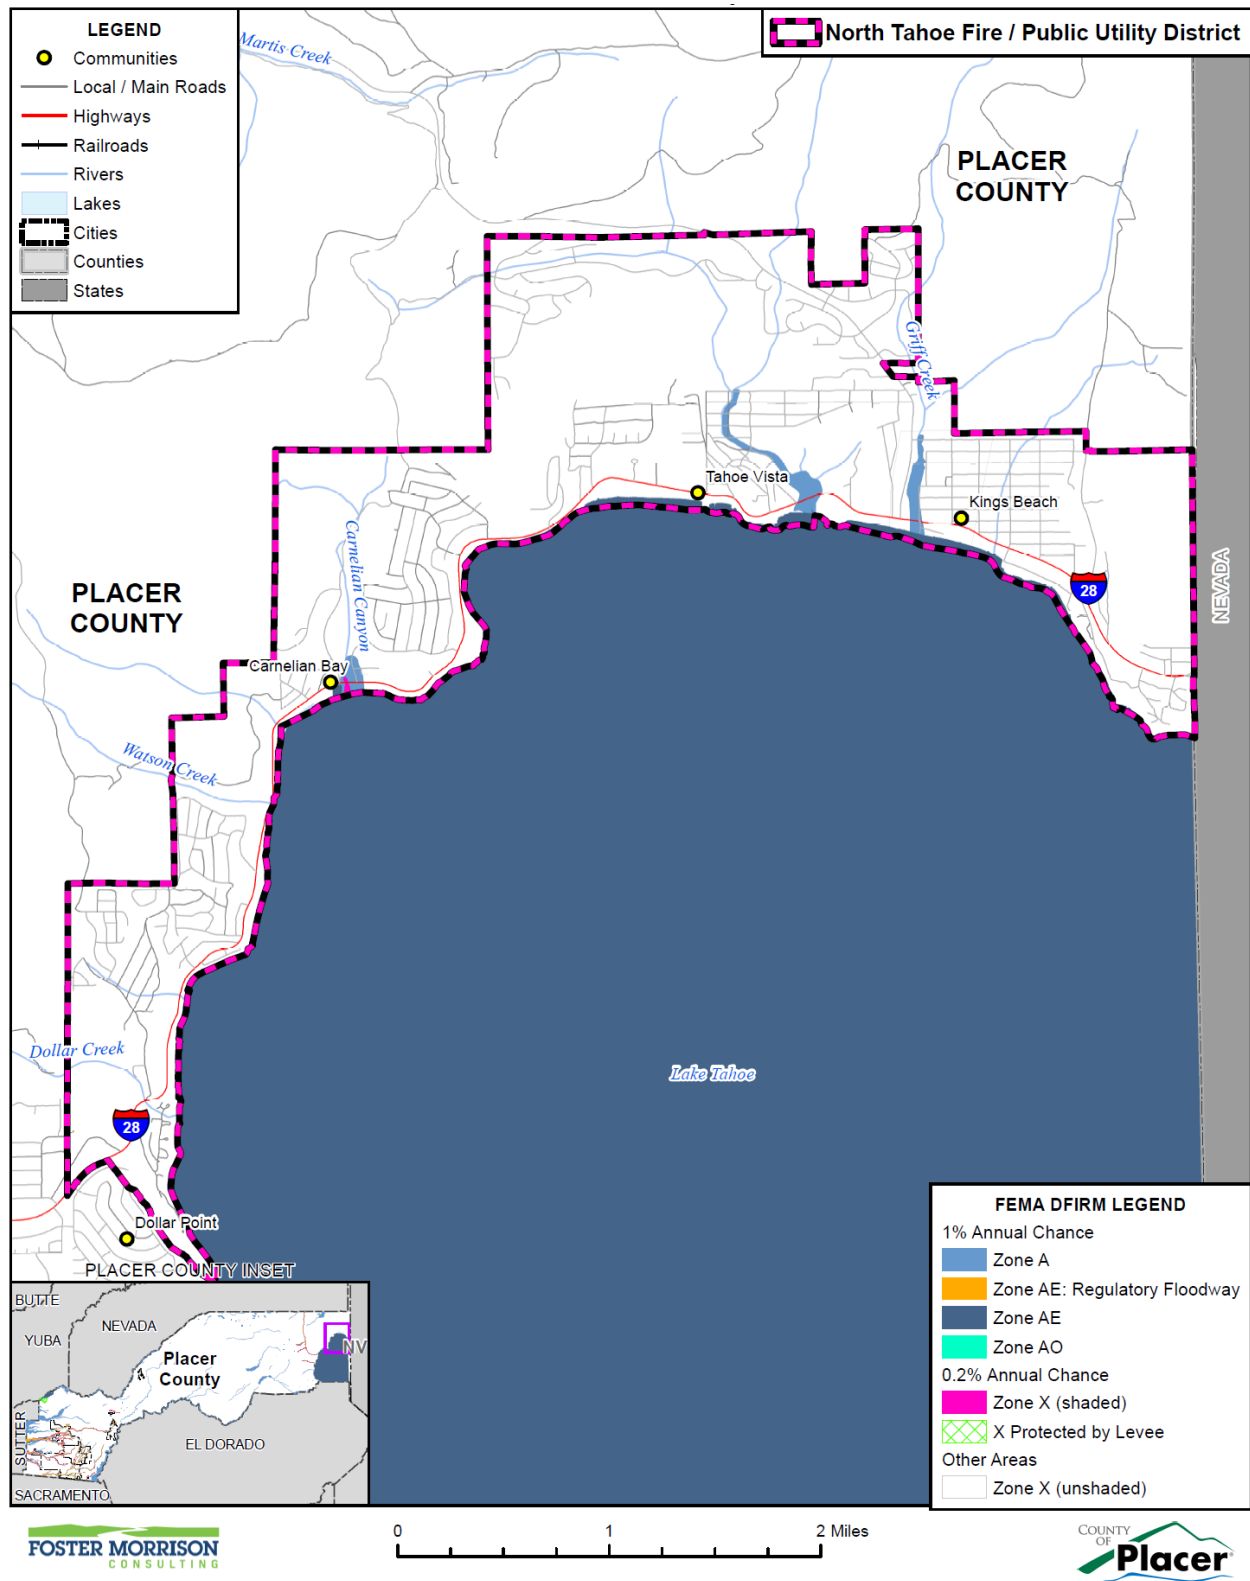 LEGEND
Communities
Local / Main Roads
Highways
Railroads
Rivers
Lakes
Cities
Counties
States
North Tahoe Fire / Public Utility District
Martis Creek
PLACER
COUNTY
Griff Creek
Tahoe Vista
Kings Beach
Carnelian Canyon
28
NEVADA
PLACER
COUNTY
Carnelian Bay
Watson Creek
Dollar Creek
Lake Tahoe
28
Dollar Point
PLACER COUNTY INSET
BUTTE
YUBA
NEVADA
NV
Placer
County
SUTTER
EL DORADO
SACRAMENTO
FEMA DFIRM LEGEND
1% Annual Chance
Zone A
Zone AE: Regulatory Floodway
Zone AE
Zone AO
0.2% Annual Chance
Zone X (shaded)
X Protected by Levee
Other Areas
Zone X (unshaded)
FOSTER MORRISON
CONSULTING
0 1 2 Miles
COUNTY
OF
Placer